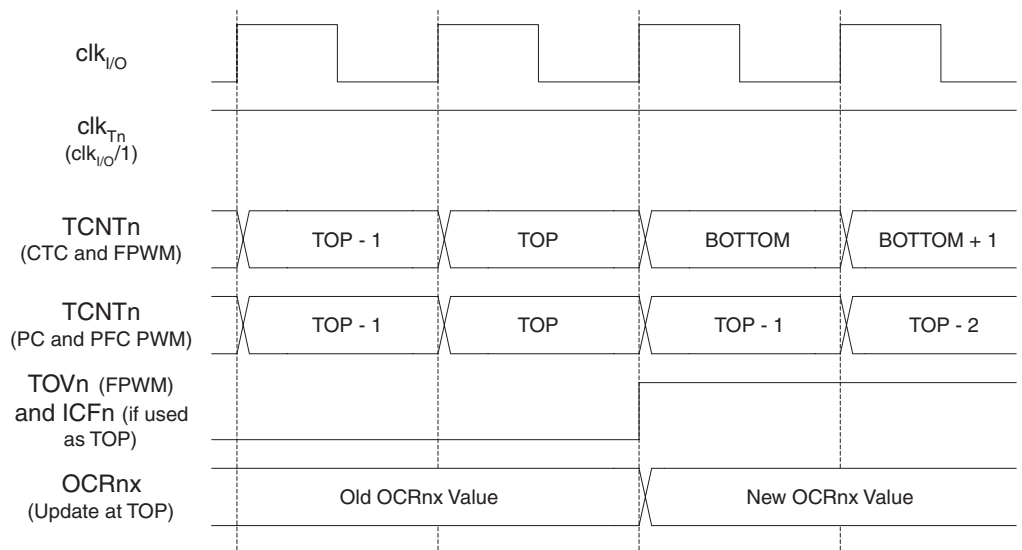 clkI/O
clkTn
(clkI/O/1)
TCNTn
(CTC and FPWM)
TOP - 1
TOP
BOTTOM
BOTTOM + 1
TCNTn
(PC and PFC PWM)
TOP - 1
TOP
TOP - 1
TOP - 2
TOVn (FPWM)
and ICFn (if used
as TOP)
OCRnx
(Update at TOP)
Old OCRnx Value
New OCRnx Value